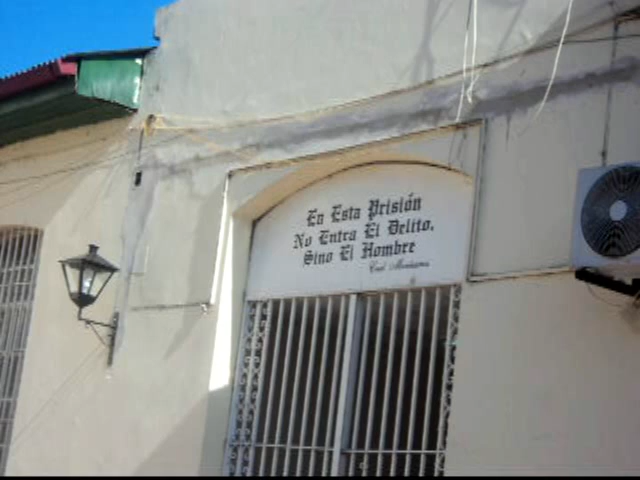 En Esta Prisión
No Entra El Delito,
Sino El Hombre